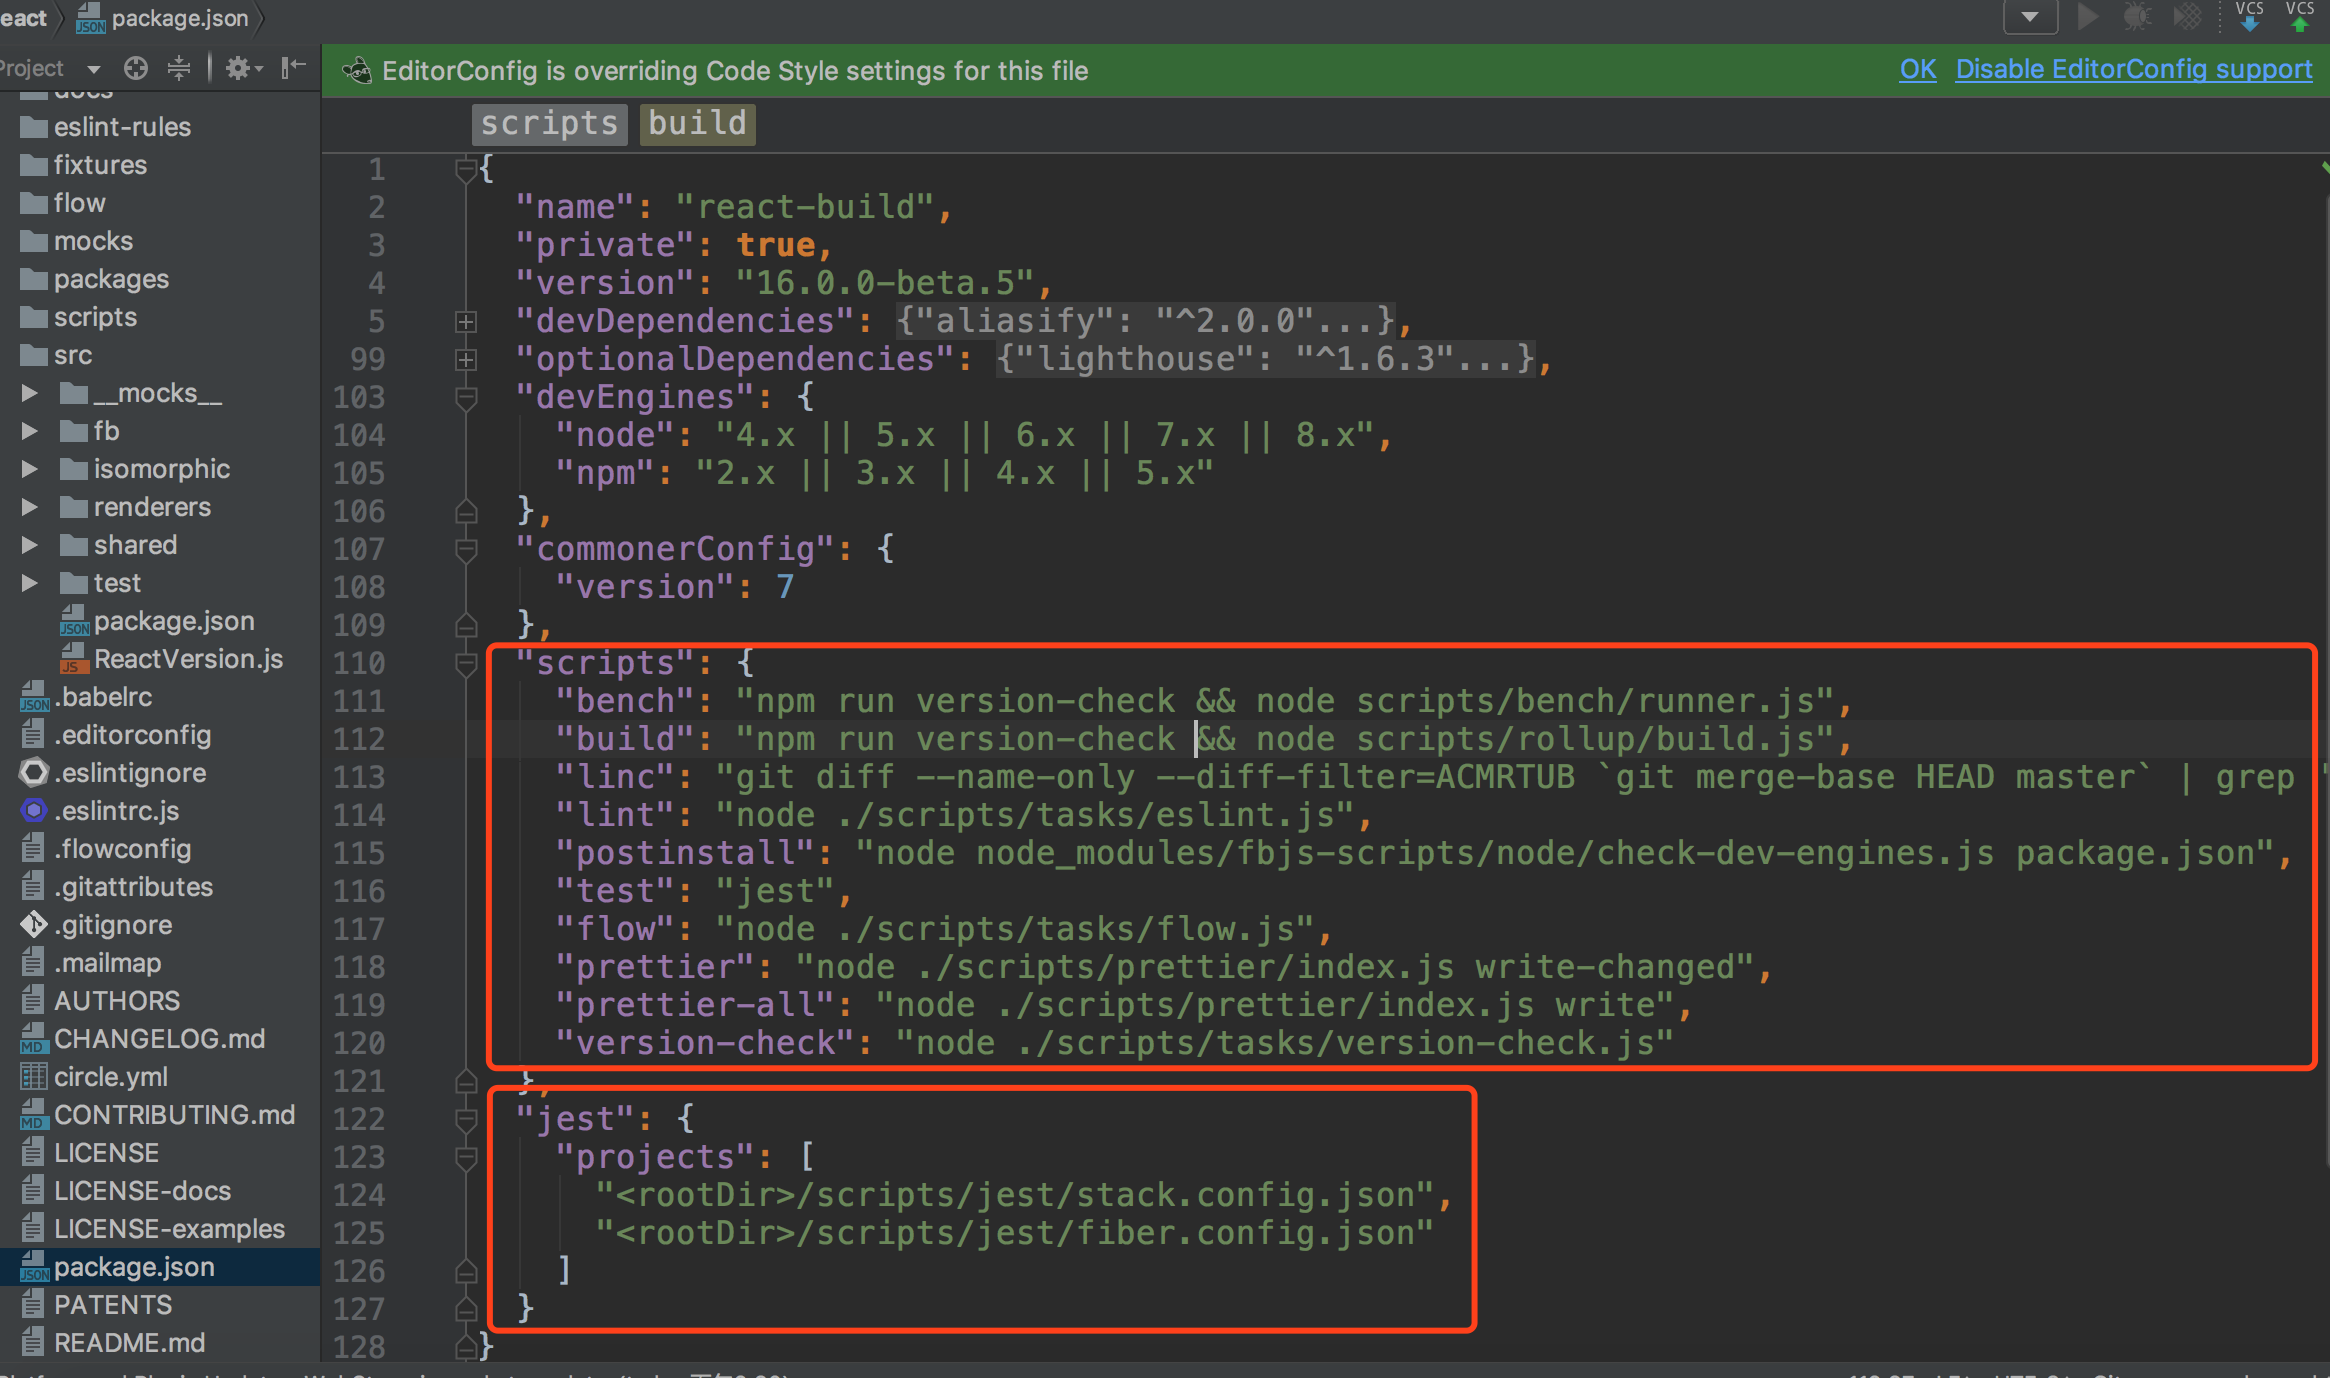 eact package.json
VCS VCS
Project
EditorConfig is overriding Code Style settings for this file OK Disable EditorConfig support
docs
eslint-rules
fixtures
flow
mocks
packages
scripts
src
__mocks__
fb
isomorphic
renderers
shared
test
JSON package.json
JS ReactVersion.js
JSON .babelrc
.editorconfig
.eslintignore
.eslintrc.js
.flowconfig
.gitattributes
.gitignore
.mailmap
AUTHORS
MD CHANGELOG.md
circle.yml
MD CONTRIBUTING.md
LICENSE
LICENSE-docs
LICENSE-examples
JSON package.json
PATENTS
README.md
scripts build
1 {
2 "name": "react-build",
3 "private": true,
4 "version": "16.0.0-beta.5",
5 "devDependencies": {"aliasify": "^2.0.0"...},
99 "optionalDependencies": {"lighthouse": "^1.6.3"...},
103 "devEngines": {
104 "node": "4.x || 5.x || 6.x || 7.x || 8.x",
105 "npm": "2.x || 3.x || 4.x || 5.x"
106 },
107 "commonerConfig": {
108 "version": 7
109 },
110 "scripts": {
111 "bench": "npm run version-check && node scripts/bench/runner.js",
112 "build": "npm run version-check && node scripts/rollup/build.js",
113 "linc": "git diff --name-only --diff-filter=ACMRTUB `git merge-base HEAD master` | grep "
114 "lint": "node ./scripts/tasks/eslint.js",
115 "postinstall": "node node_modules/fbjs-scripts/node/check-dev-engines.js package.json",
116 "test": "jest",
117 "flow": "node ./scripts/tasks/flow.js",
118 "prettier": "node ./scripts/prettier/index.js write-changed",
119 "prettier-all": "node ./scripts/prettier/index.js write",
120 "version-check": "node ./scripts/tasks/version-check.js"
121 },
122 "jest": {
123 "projects": [
124 "<rootDir>/scripts/jest/stack.config.json",
125 "<rootDir>/scripts/jest/fiber.config.json"
126 ]
127 }
128 }